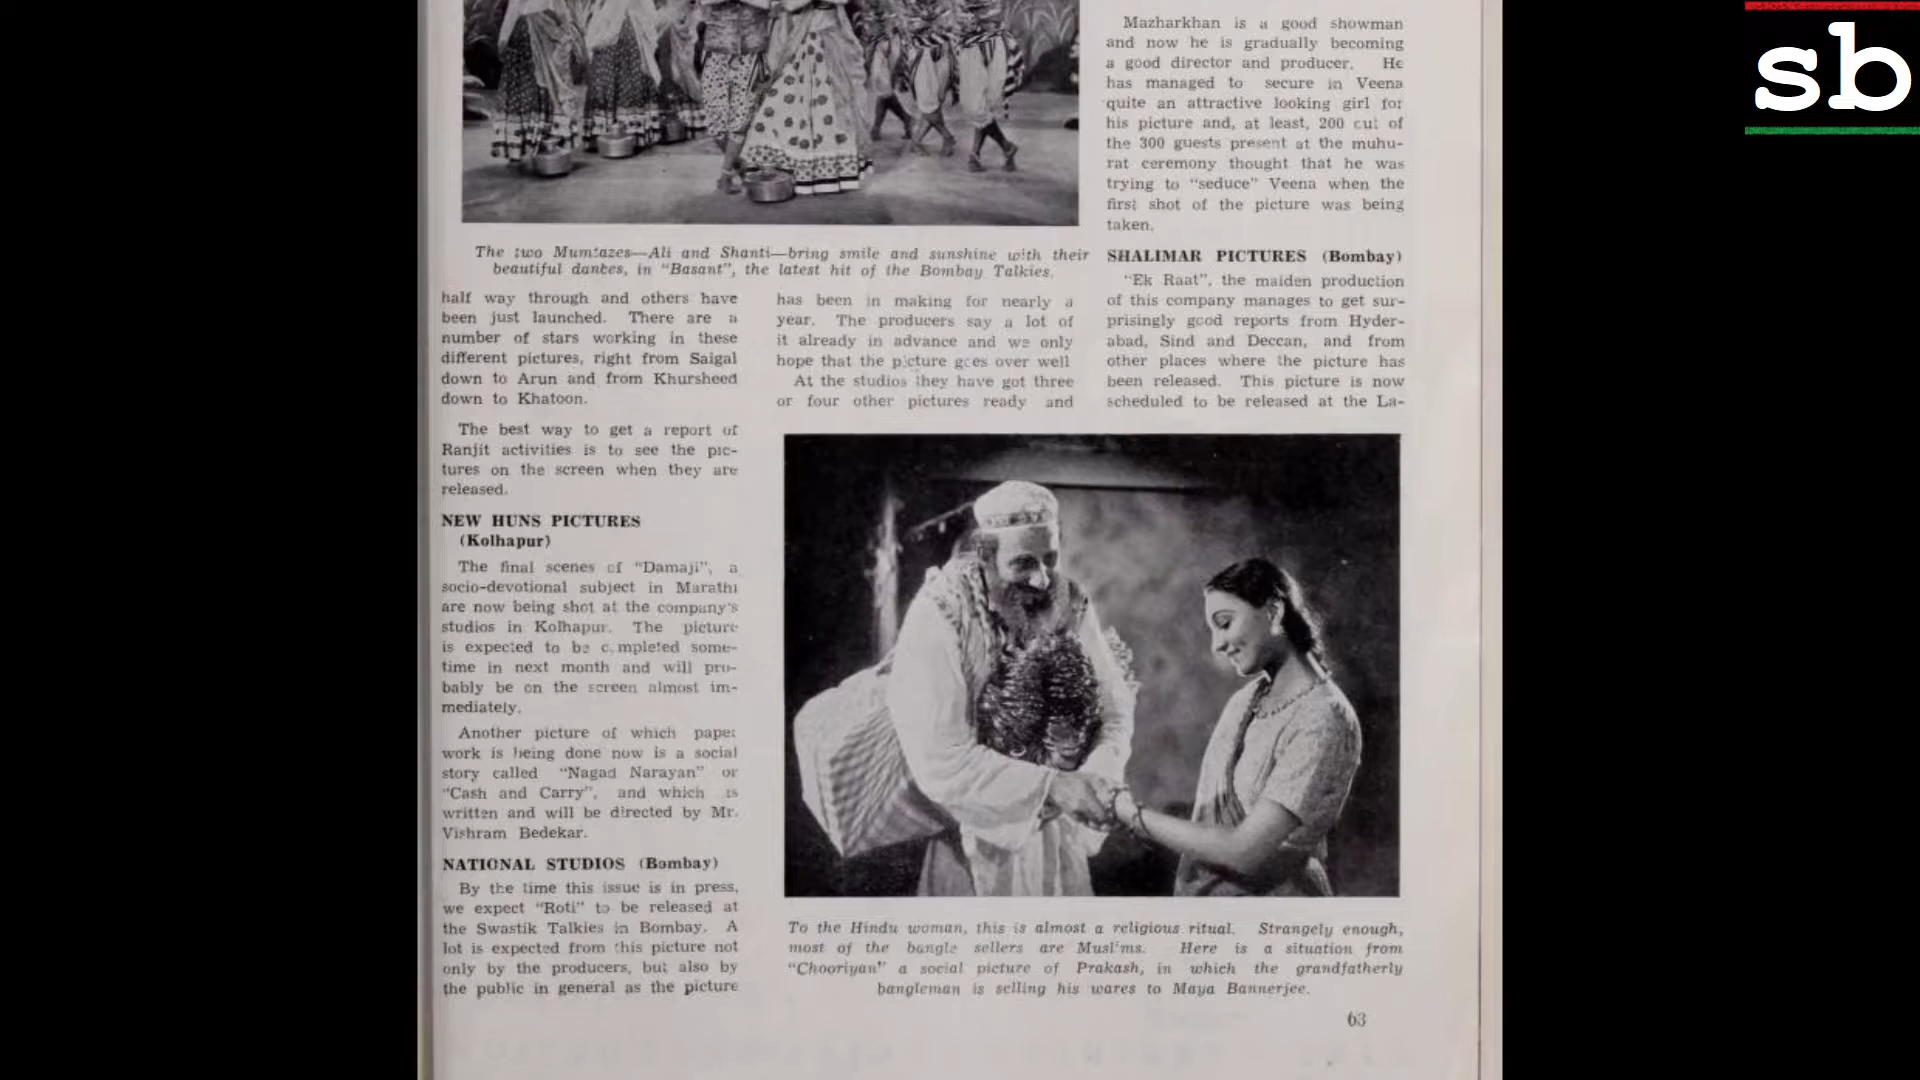 sb
The two Mumtazes—Ali and Shanti—bring smile and sunshine with their
beautiful dances, in "Basant", the latest hit of the Bombay Talkies.
half way through and others have
been just launched. There are a
number of stars working in these
different pictures, right from Saigal
down to Arun and from Khursheed
down to Khatoon.
The best way to get a report of
Ranjit activities is to see the pic-
tures on the screen when they are
released.
NEW HUNS PICTURES
(Kolhapur)
The final scenes of "Damaji", a
socio-devotional subject in Marathi
are now being shot at the company's
studios in Kolhapur. The picture
is expected to be completed some-
time in next month and will pro-
bably be on the screen almost im-
mediately.
Another picture of which paper
work is being done now is a social
story called "Nagad Narayan" or
"Cash and Carry", and which is
written and will be directed by Mr.
Vishram Bedekar.
NATIONAL STUDIOS (Bombay)
By the time this issue is in press,
we expect "Roti" to be released at
the Swastik Talkies in Bombay. A
lot is expected from this picture not
only by the producers, but also by
the public in general as the picture
has been in making for nearly a
year. The producers say a lot of
it already in advance and we only
hope that the picture goes over well
At the studios they have got three
or four other pictures ready and
Mazharkhan is a good showman
and now he is gradually becoming
a good director and producer. He
has managed to secure in Veena
quite an attractive looking girl for
his picture and, at least, 200 out of
the 300 guests present at the muhu-
rat ceremony thought that he was
trying to "seduce" Veena when the
first shot of the picture was being
taken.
SHALIMAR PICTURES (Bombay)
"Ek Raat", the maiden production
of this company manages to get sur-
prisingly good reports from Hyder-
abad, Sind and Deccan, and from
other places where the picture has
been released. This picture is now
scheduled to be released at the La-
To the Hindu woman, this is almost a religious ritual. Strangely enough,
most of the bangle sellers are Muslims. Here is a situation from
"Chooriyan" a social picture of Prakash, in which the grandfatherly
bangleman is selling his wares to Maya Bannerjee.
63